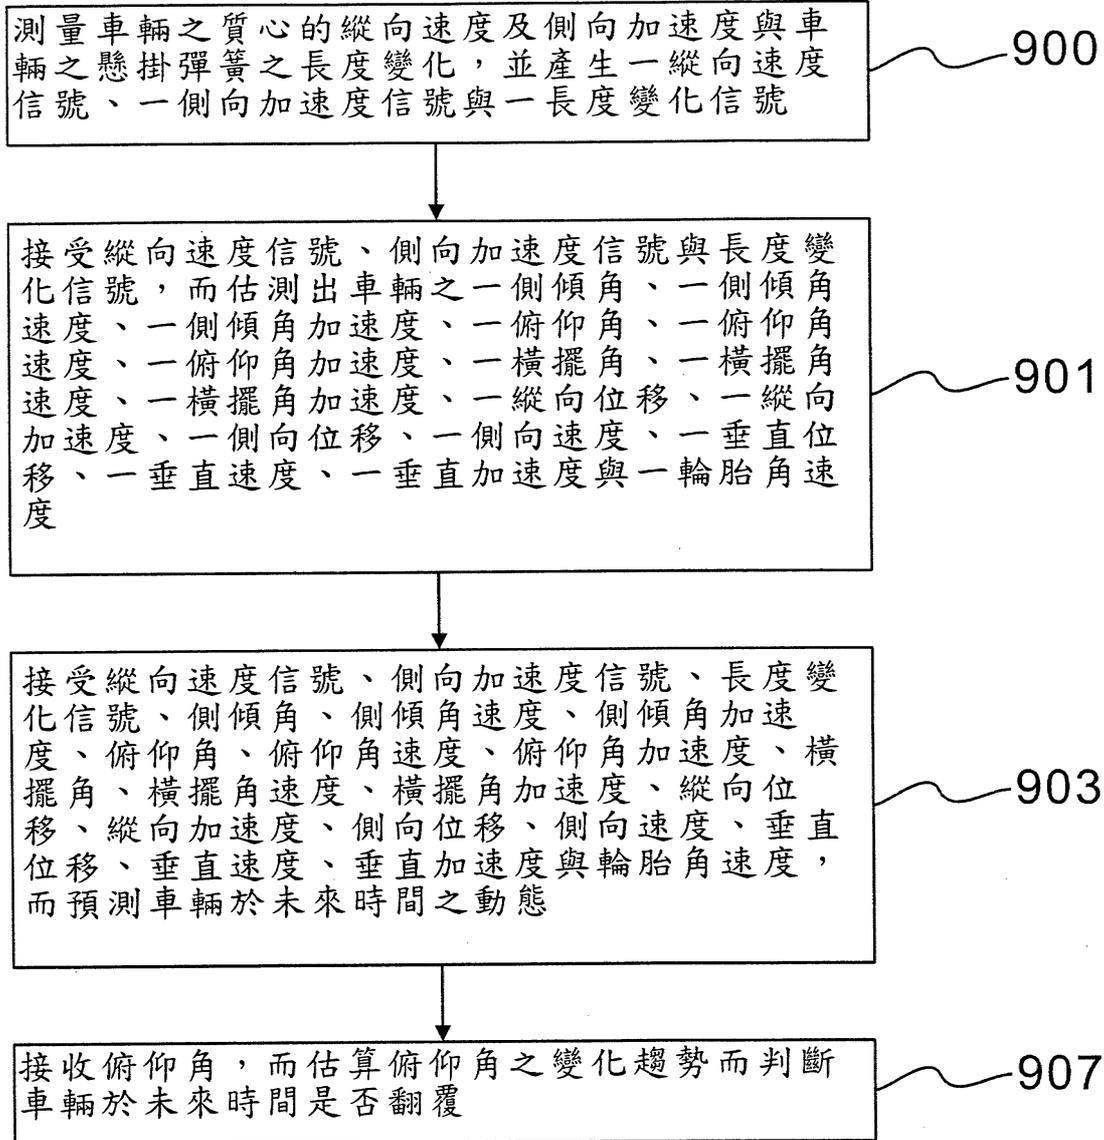 測量車輛之質心的縱向速度及側向加速度與車
輛之懸掛彈簧之長度變化，並產生一縱向速度
信號、一側向加速度信號與一長度變化信號
900
接受縱向速度信號、側向加速度信號與長度變
化信號，而估測出車輛之一側傾角、一側傾角
速度、一側傾角加速度、一俯仰角、一俯仰角
速度、一俯仰角加速度、一橫擺角、一橫擺角
速度、一橫擺角加速度、一縱向位移、一縱向
加速度、一側向位移、一側向速度、一垂直位
移、一垂直速度、一垂直加速度與一輪胎角速
度
901
接受縱向速度信號、側向加速度信號、長度變
化信號、側傾角、側傾角速度、側傾角加速
度、俯仰角、俯仰角速度、俯仰角加速度、橫
擺角、橫擺角速度、橫擺角加速度、縱向位
移、縱向加速度、側向位移、側向速度、垂直
位移、垂直速度、垂直加速度與輪胎角速度，
而預測車輛於未來時間之動態
903
接收俯仰角，而估算俯仰角之變化趨勢而判斷
車輛於未來時間是否翻覆
907